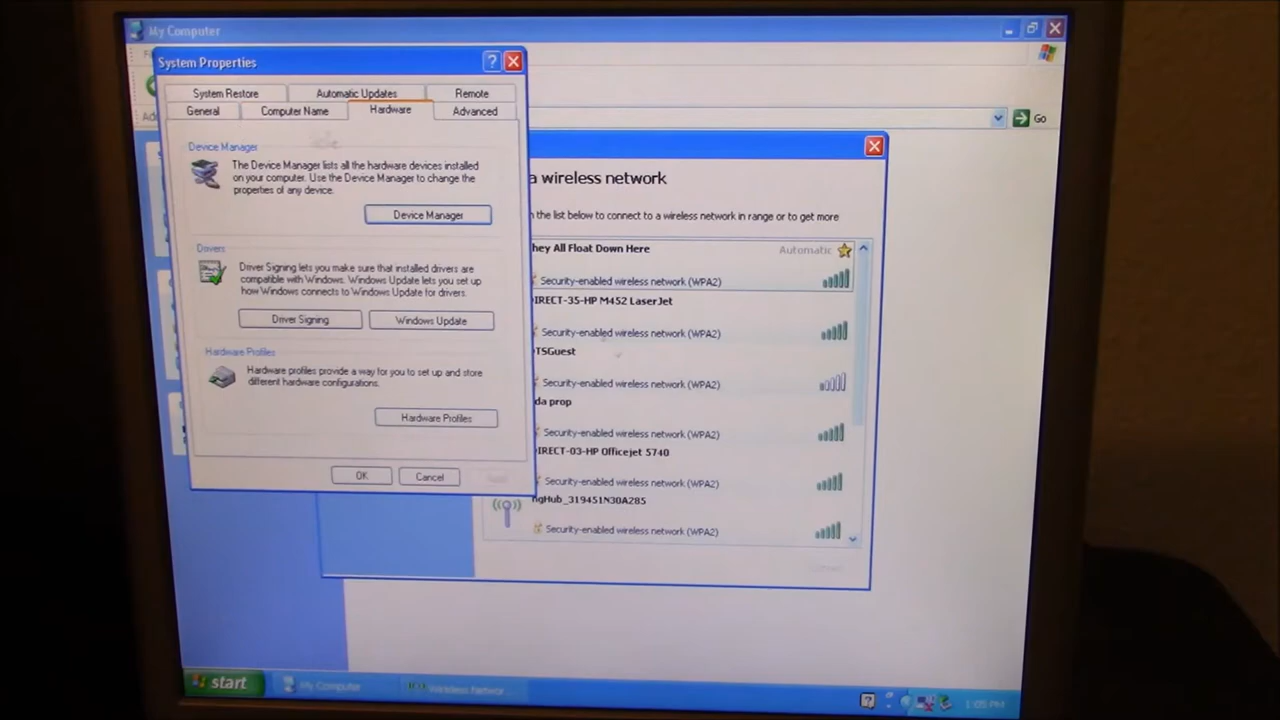 My Computer
System Properties
System Restore
Automatic Updates
Remote
General
Computer Name
Hardware
Advanced
Device Manager
The Device Manager lists all the hardware devices installed
on your computer. Use the Device Manager to change the
properties of any device.
Device Manager
Drivers
Driver Signing lets you make sure that installed drivers are
compatible with Windows. Windows Update lets you set up
how Windows connects to Windows Update for drivers.
Driver Signing
Windows Update
Hardware Profiles
Hardware profiles provide a way for you to set up and store
different hardware configurations.
Hardware Profiles
OK
Cancel
Go
a wireless network
n the list below to connect to a wireless network in range or to get more
hey All Float Down Here
Automatic
Security-enabled wireless network (WPA2)
IRECT-35-HP M452 LaserJet
Security-enabled wireless network (WPA2)
TSGuest
Security-enabled wireless network (WPA2)
da prop
Security-enabled wireless network (WPA2)
IRECT-03-HP Officejet 5740
Security-enabled wireless network (WPA2)
ngHub_319451N30A285
Security-enabled wireless network (WPA2)
start
My Computer
Wireless Networ...
1:05 PM